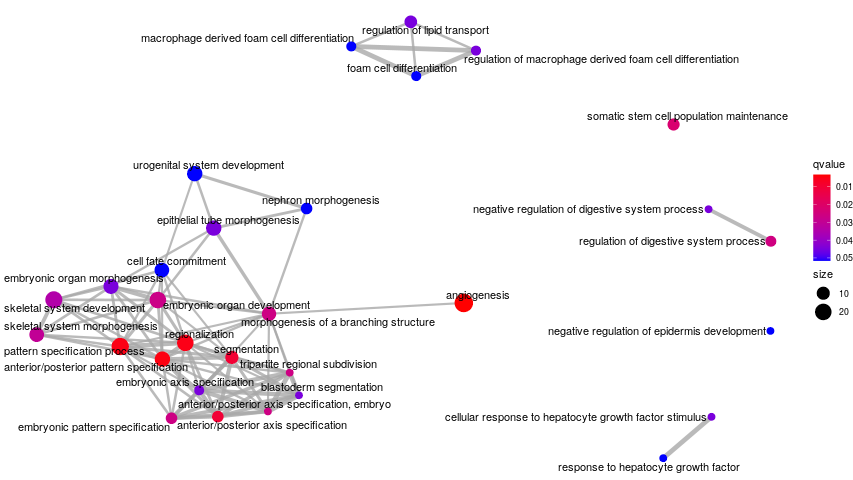 regulation of lipid transport
macrophage derived foam cell differentiation
regulation of macrophage derived foam cell differentiation
foam cell differentiation
somatic stem cell population maintenance
urogenital system development
nephron morphogenesis
negative regulation of digestive system process
epithelial tube morphogenesis
regulation of digestive system process
cell fate commitment
embryonic organ morphogenesis
angiogenesis
skeletal system development
embryonic organ development
morphogenesis of a branching structure
skeletal system morphogenesis
regionalization
negative regulation of epidermis development
pattern specification process
segmentation
anterior/posterior pattern specification
tripartite regional subdivision
embryonic axis specification
blastoderm segmentation
anterior/posterior axis specification, embryo
cellular response to hepatocyte growth factor stimulus
embryonic pattern specification
anterior/posterior axis specification
response to hepatocyte growth factor
qvalue
0.01
0.02
0.03
0.04
0.05
size
10
20